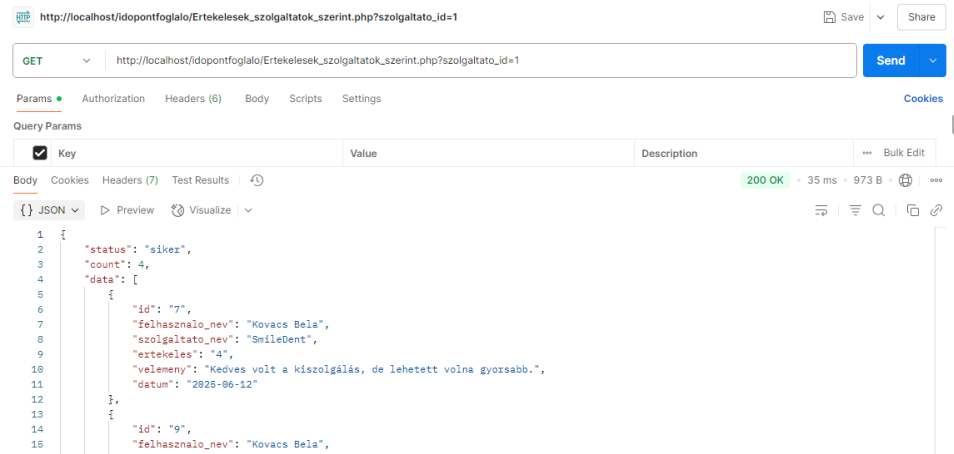 HTTP http://localhost/idopontfoglalo/Ertekelesek_szolgaltatok_szerint.php?szolgaltato_id=1 Save Share
GET http://localhost/idopontfoglalo/Ertekelesek_szolgaltatok_szerint.php?szolgaltato_id=1 Send
Params Authorization Headers (6) Body Scripts Settings Cookies
Query Params
Key Value Description ••• Bulk Edit
Body Cookies Headers (7) Test Results 200 OK • 35 ms • 973 B •
{} JSON Preview Visualize
1 {
2 "status": "siker",
3 "count": 4,
4 "data": [
5 {
6 "id": "7",
7 "felhasznalo_nev": "Kovacs Bela",
8 "szolgaltato_nev": "SmileDent",
9 "ertekeles": "4",
10 "velemeny": "Kedves volt a kiszolgálás, de lehetett volna gyorsabb.",
11 "datum": "2025-06-12"
12 },
13 {
14 "id": "9",
15 "felhasznalo_nev": "Kovacs Bela",